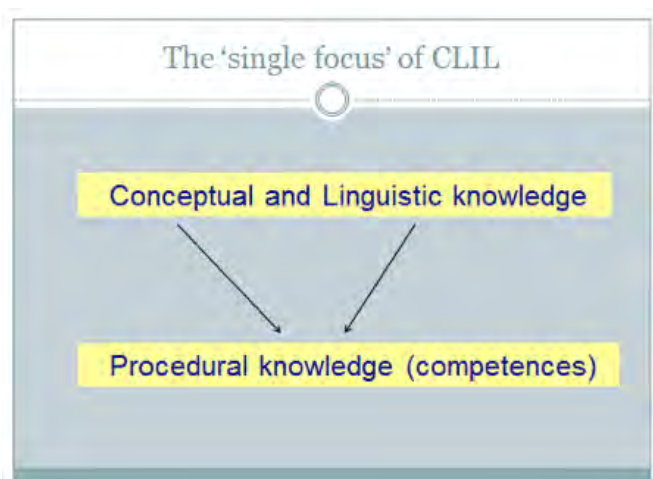 The ‘single focus’ of CLIL
Conceptual and Linguistic knowledge
Procedural knowledge (competences)